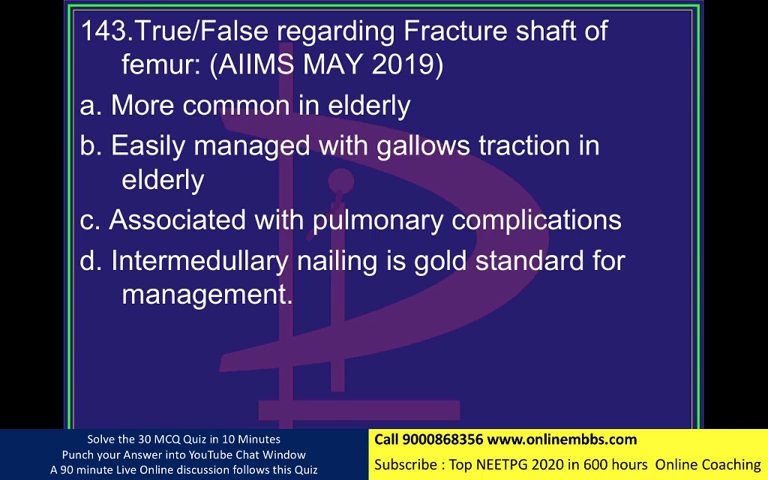 143.True/False regarding Fracture shaft of
femur: (AIIMS MAY 2019)
a. More common in elderly
b. Easily managed with gallows traction in
elderly
c. Associated with pulmonary complications
d. Intermedullary nailing is gold standard for
management.
Solve the 30 MCQ Quiz in 10 Minutes
Punch your Answer into YouTube Chat Window
A 90 minute Live Online discussion follows this Quiz
Call 9000868356 www.onlinembbs.com
Subscribe : Top NEETPG 2020 in 600 hours Online Coaching